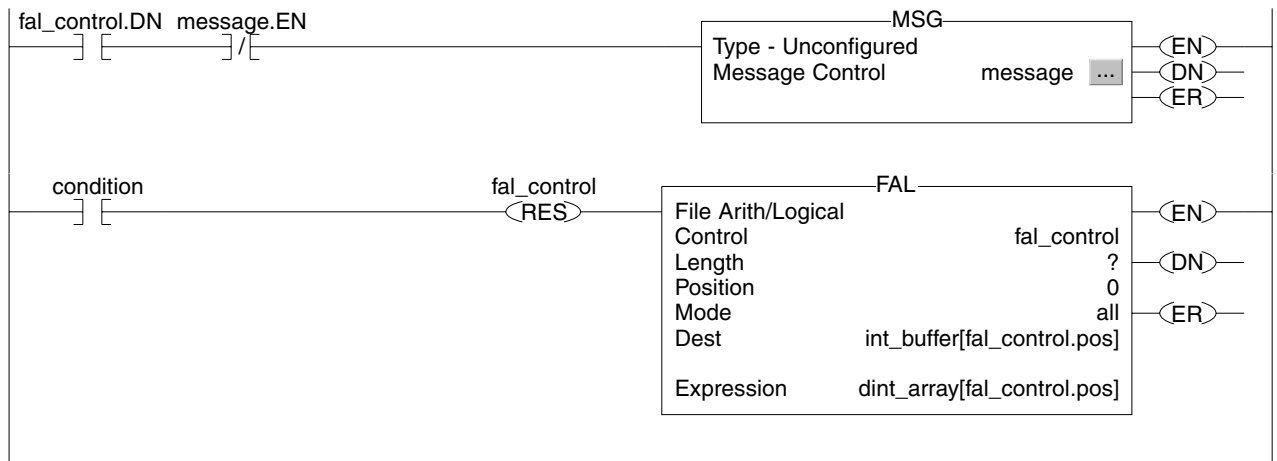 fal_control.DN message.EN
MSG
Type - Unconfigured
Message Control message ...
EN
DN
ER
condition
fal_control
RES
FAL
File Arith/Logical
Control fal_control
Length ?
Position 0
Mode all
Dest int_buffer[fal_control.pos]
Expression dint_array[fal_control.pos]
EN
DN
ER